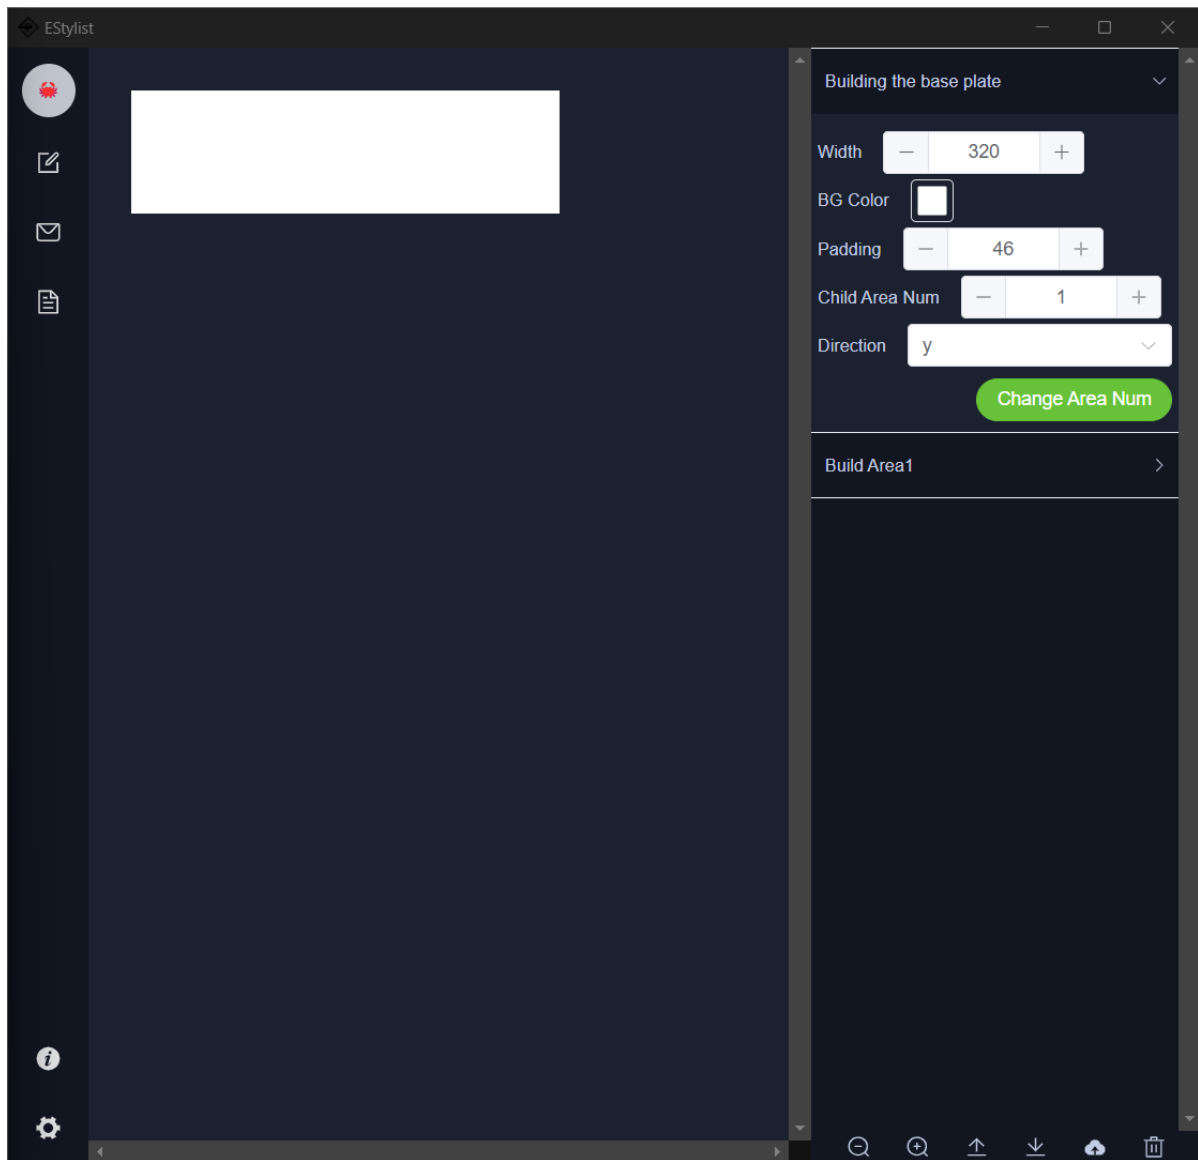 EStylist
Building the base plate
Width 320
BG Color
Padding 46
Child Area Num 1
Direction y
Change Area Num
Build Area1